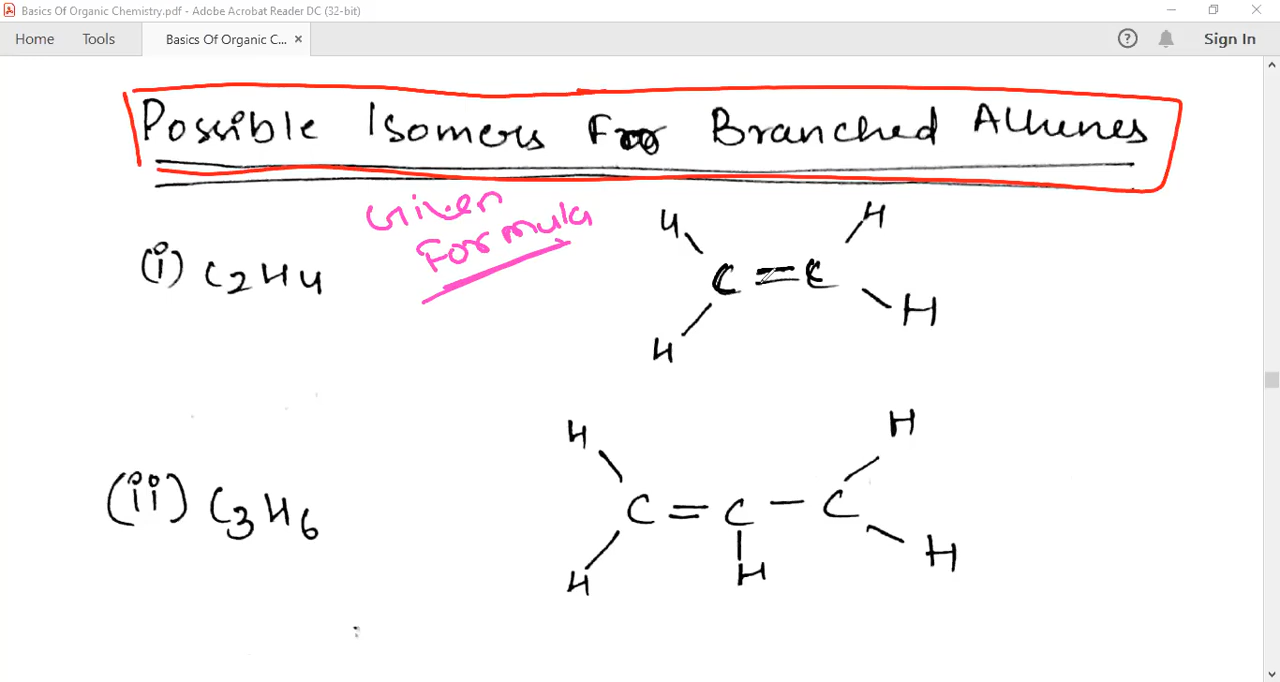 Basics Of Organic Chemistry.pdf - Adobe Acrobat Reader DC (32-bit)
Home Tools Basics Of Organic C... × ? Sign In
Possible Isomers For Branched Alkenes
Given
Formula
H H
(i) C2H4 C = C
H
H
H
H
(ii) C3H6 C = C - C
H
H H